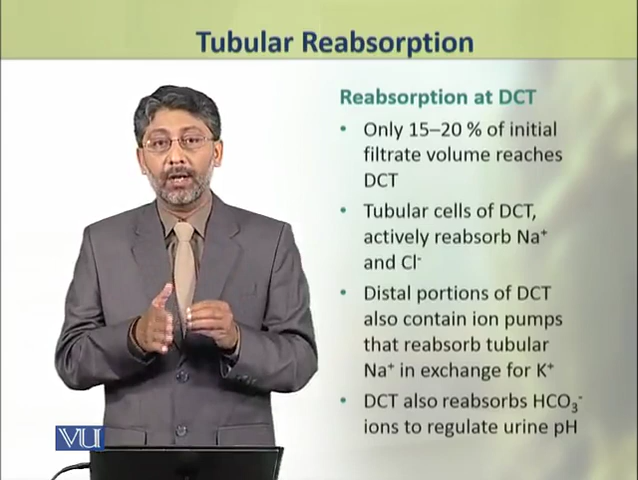 Tubular Reabsorption
Reabsorption at DCT
• Only 15–20 % of initial
filtrate volume reaches
DCT
• Tubular cells of DCT,
actively reabsorb Na⁺
and Cl⁻
• Distal portions of DCT
also contain ion pumps
that reabsorb tubular
Na⁺ in exchange for K⁺
• DCT also reabsorbs HCO₃⁻
ions to regulate urine pH
VU